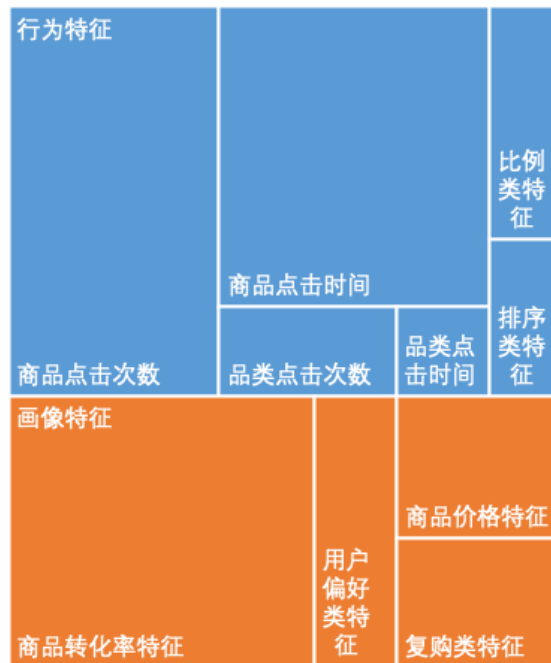 行为特征
商品点击次数
商品点击时间
品类点击次数
品类点
击时间
比例
类特
征
排序
类特
征
画像特征
商品转化率特征
用户
偏好
类特
征
商品价格特征
复购类特征